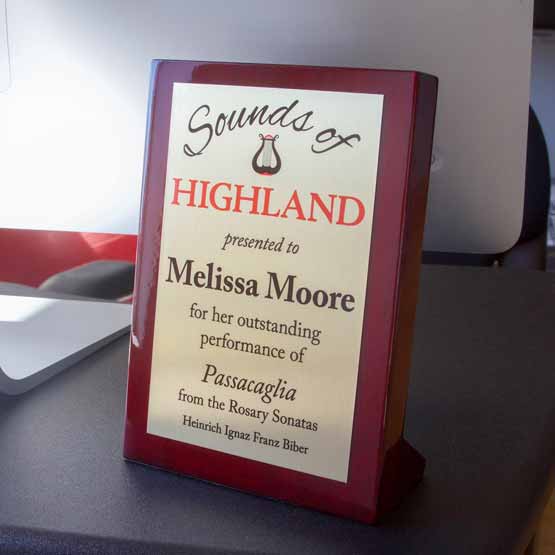 Sounds of
HIGHLAND
presented to
Melissa Moore
for her outstanding
performance of
Passacaglia
from the Rosary Sonatas
Heinrich Ignaz Franz Biber